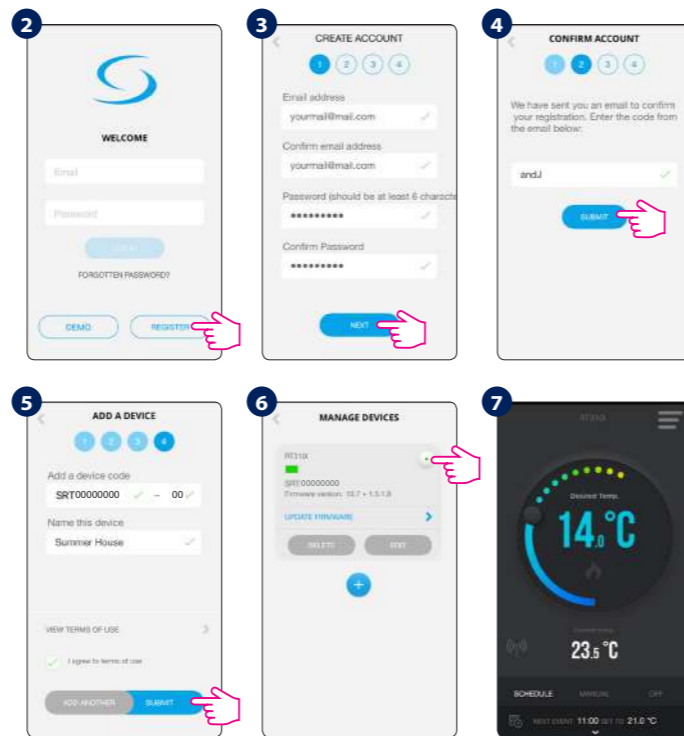 2
WELCOME
Email
Password
FORGOTTEN PASSWORD?
DEMO
REGISTER
3
CREATE ACCOUNT
1 2 3 4
Email address
yourmail@mail.com
Confirm email address
yourmail@mail.com
Password (should be at least 6 characte
●●●●●●●●●
Confirm Password
●●●●●●●●●
NEXT
4
CONFIRM ACCOUNT
1 2 3 4
We have sent you an email to confirm
your registration. Enter the code from
the email below:
andJ
SUBMIT
5
ADD A DEVICE
1 2 3 4
Add a device code
SRT00000000 – 00
Name this device
Summer House
VIEW TERMS OF USE
I agree to terms of use
ADD ANOTHER
SUBMIT
6
MANAGE DEVICES
RT310i
SRT00000000
Firmware version:
UPDATE FIRMWARE
DELETE
EDIT
+
7
RT310i
Desired Temp.
14.0 °C
23.5 °C
SCHEDULE
MANUAL
OFF
NEXT EVENT 11:00 SET TO 21.0 °C